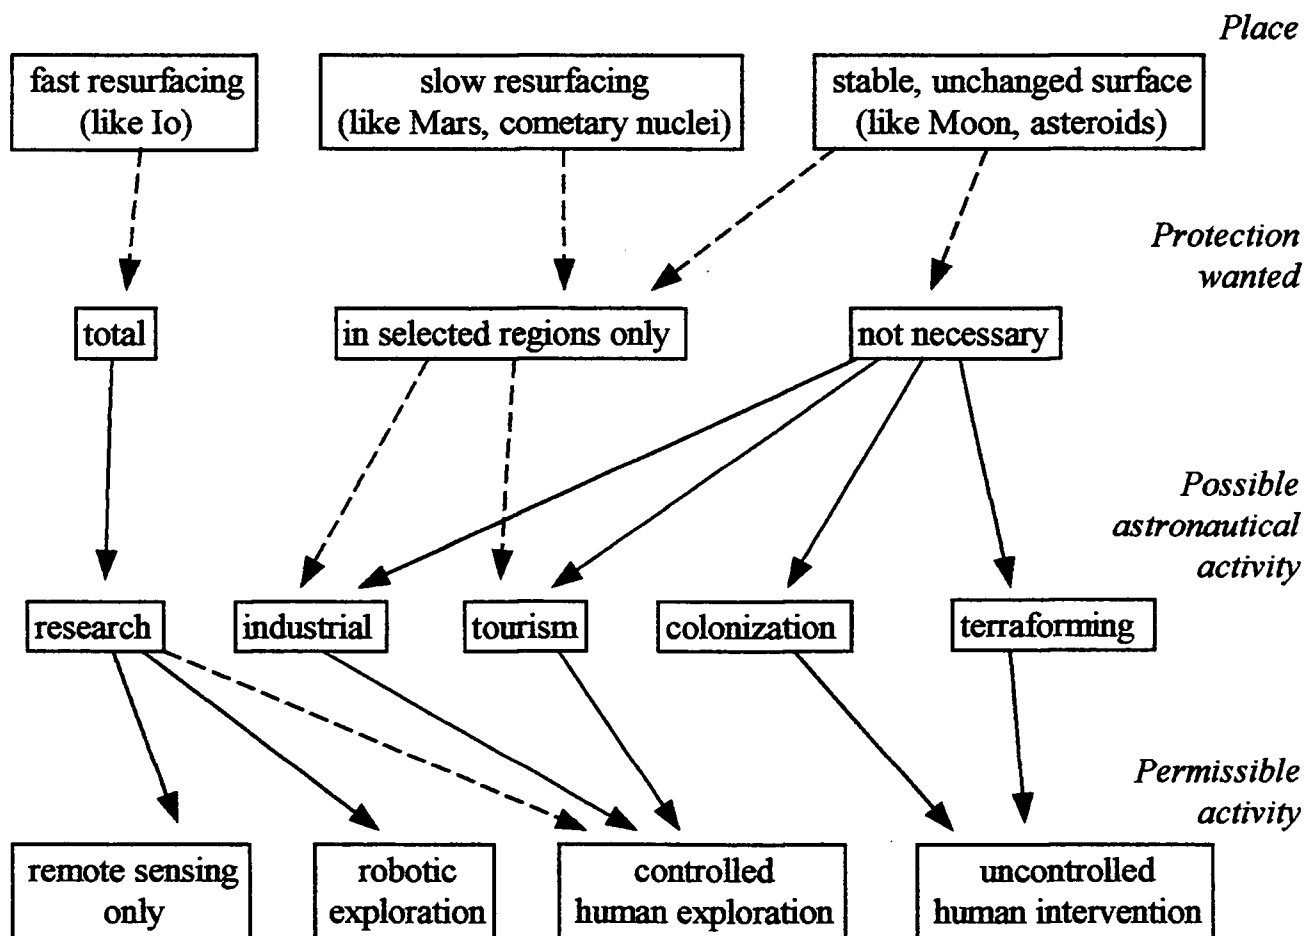 Place
fast resurfacing
(like Io)
slow resurfacing
(like Mars, cometary nuclei)
stable, unchanged surface
(like Moon, asteroids)
Protection
wanted
total
in selected regions only
not necessary
Possible
astronautical
activity
research
industrial
tourism
colonization
terraforming
Permissible
activity
remote sensing
only
robotic
exploration
controlled
human exploration
uncontrolled
human intervention